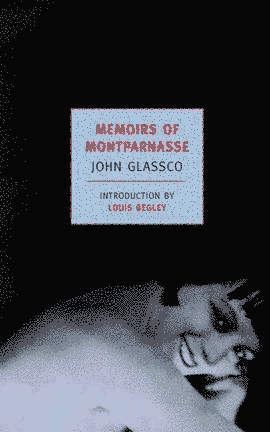 MEMOIRS OF
MONTPARNASSE
JOHN GLASSCO
INTRODUCTION BY
LOUIS BEGLEY